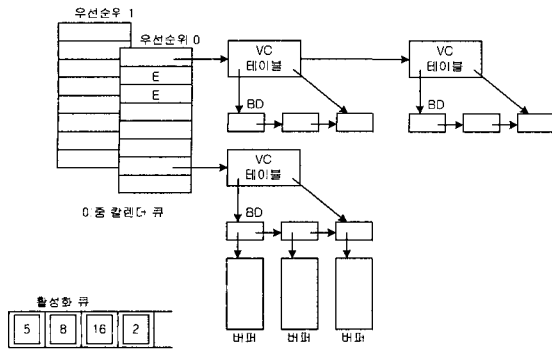 우선순위 1
우선순위 0
E
E
VC
테이블
VC
테이블
BD
BD
VC
테이블
BD
이중 칼렌더 큐
활성화 큐
5 8 16 2
버퍼 버퍼 버퍼